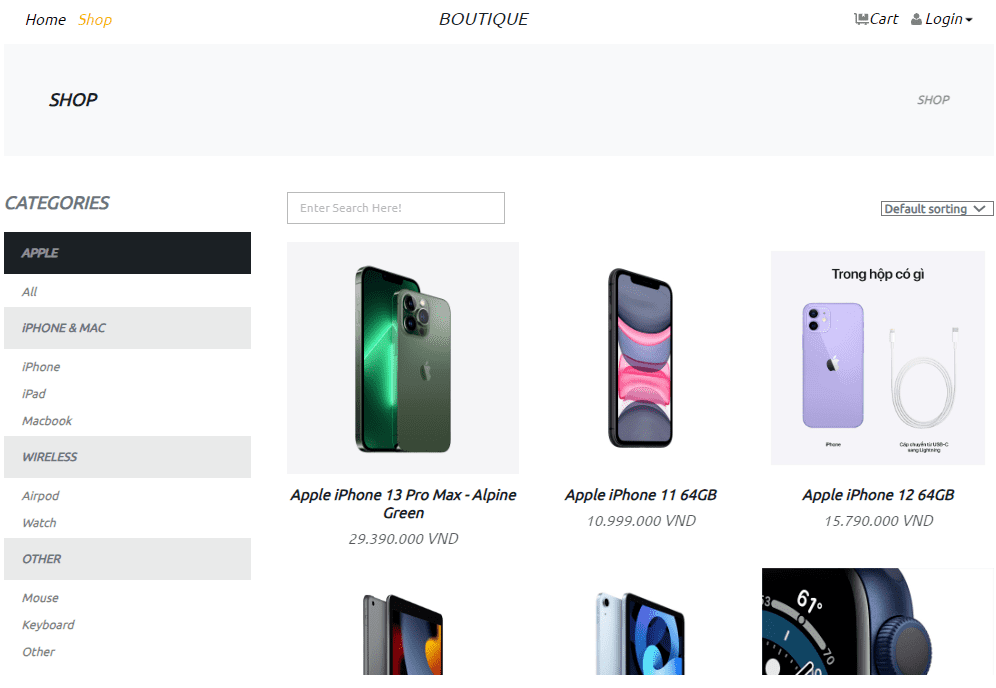 Home Shop BOUTIQUE Cart Login
SHOP SHOP
CATEGORIES
Enter Search Here!
Default sorting
APPLE
All
iPHONE & MAC
iPhone
iPad
Macbook
WIRELESS
Airpod
Watch
OTHER
Mouse
Keyboard
Other
Trong hộp có gì
iPhone
Cáp chuyển từ USB-C
sang Lightning
Apple iPhone 13 Pro Max - Alpine
Green
29.390.000 VND
Apple iPhone 11 64GB
10.999.000 VND
Apple iPhone 12 64GB
15.790.000 VND
53 61°
70